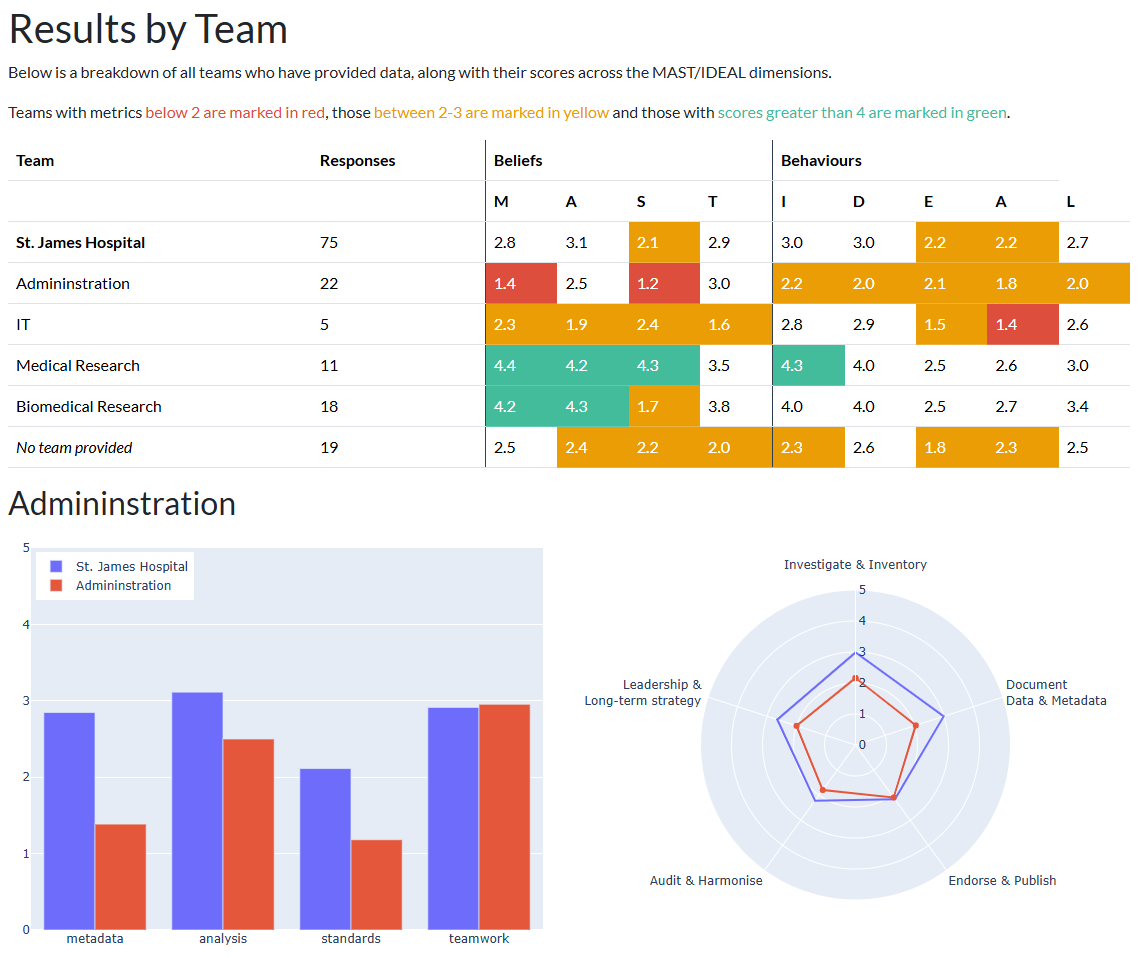 Results by Team
Below is a breakdown of all teams who have provided data, along with their scores across the MAST/IDEAL dimensions.
Teams with metrics below 2 are marked in red, those between 2-3 are marked in yellow and those with scores greater than 4 are marked in green.
Team Responses Beliefs Behaviours
M A S T I D E A L
St. James Hospital 75 2.8 3.1 2.1 2.9 3.0 3.0 2.2 2.2 2.7
Admininstration 22 1.4 2.5 1.2 3.0 2.2 2.0 2.1 1.8 2.0
IT 5 2.3 1.9 2.4 1.6 2.8 2.9 1.5 1.4 2.6
Medical Research 11 4.4 4.2 4.3 3.5 4.3 4.0 2.5 2.6 3.0
Biomedical Research 18 4.2 4.3 1.7 3.8 4.0 4.0 2.5 2.7 3.4
No team provided 19 2.5 2.4 2.2 2.0 2.3 2.6 1.8 2.3 2.5
Admininstration
5
4
3
2
1
0
St. James Hospital
Admininstration
metadata analysis standards teamwork
Investigate & Inventory
5
4
3
2
1
0
Document
Data & Metadata
Leadership &
Long-term strategy
Audit & Harmonise
Endorse & Publish